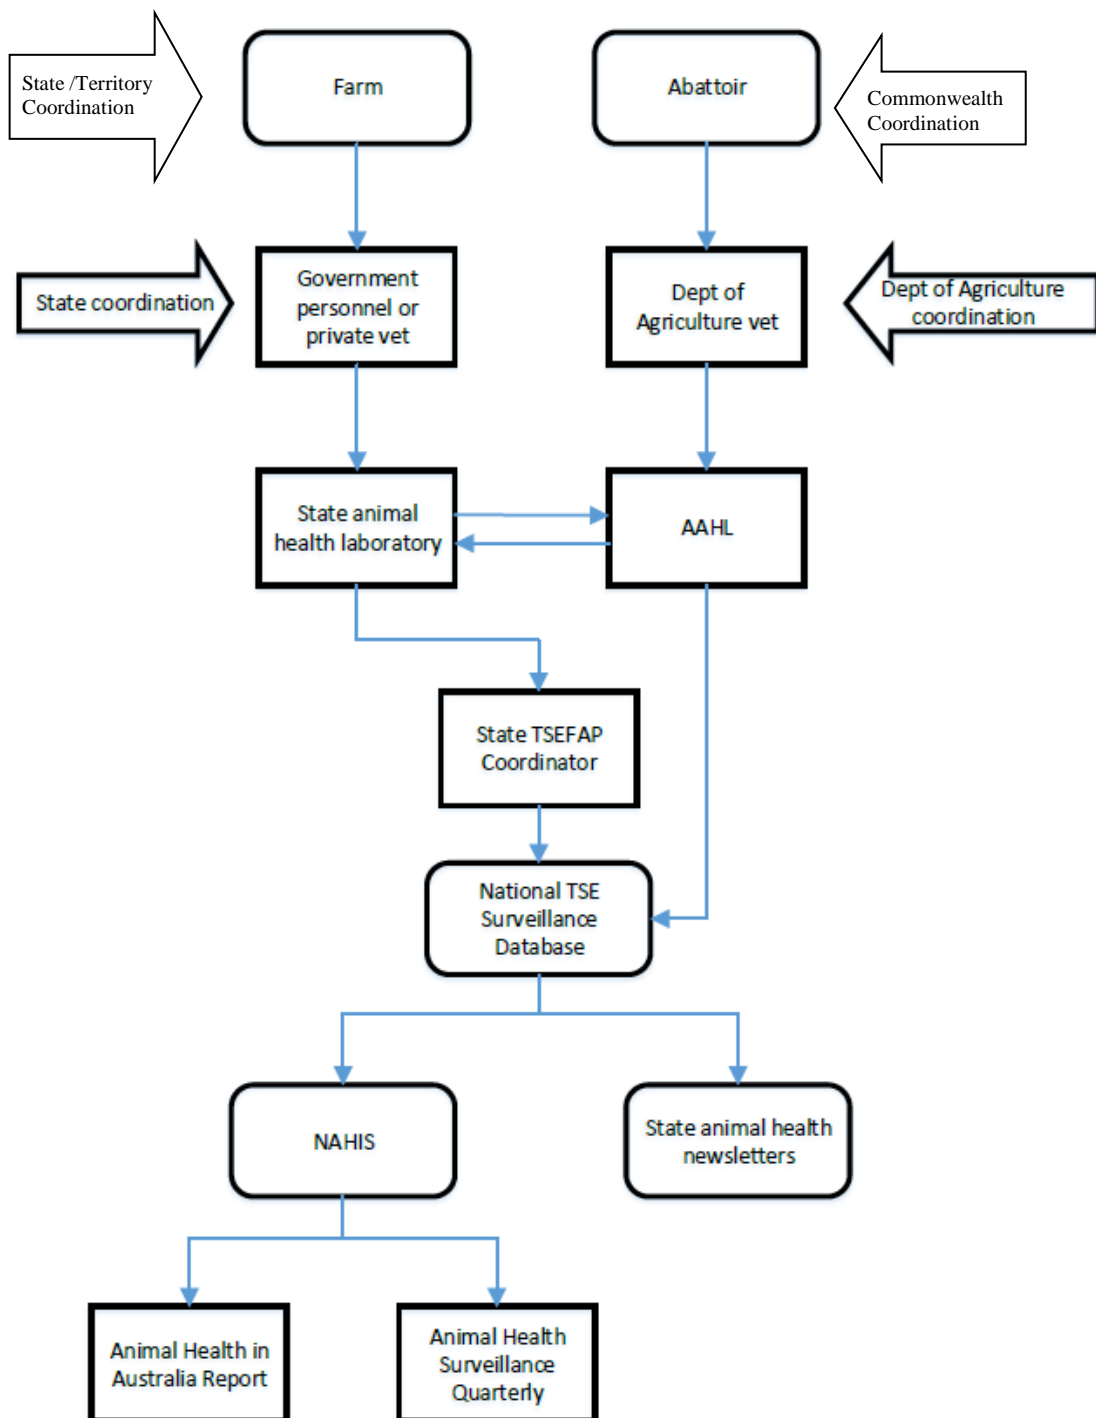 State /Territory
Coordination
Farm
Abattoir
Commonwealth
Coordination
State coordination
Government
personnel or
private vet
Dept of
Agriculture vet
Dept of Agriculture
coordination
State animal
health laboratory
AAHL
State TSEFAP
Coordinator
National TSE
Surveillance
Database
NAHIS
State animal health
newsletters
Animal Health in
Australia Report
Animal Health
Surveillance
Quarterly